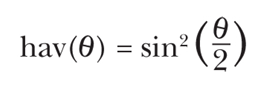 hav(θ) = sin² (θ/2)